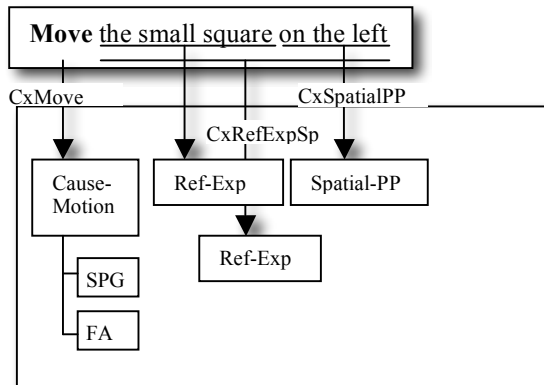 Move the small square on the left
CxMove
CxSpatialPP
CxRefExpSp
Cause-
Motion
Ref-Exp
Spatial-PP
Ref-Exp
SPG
FA